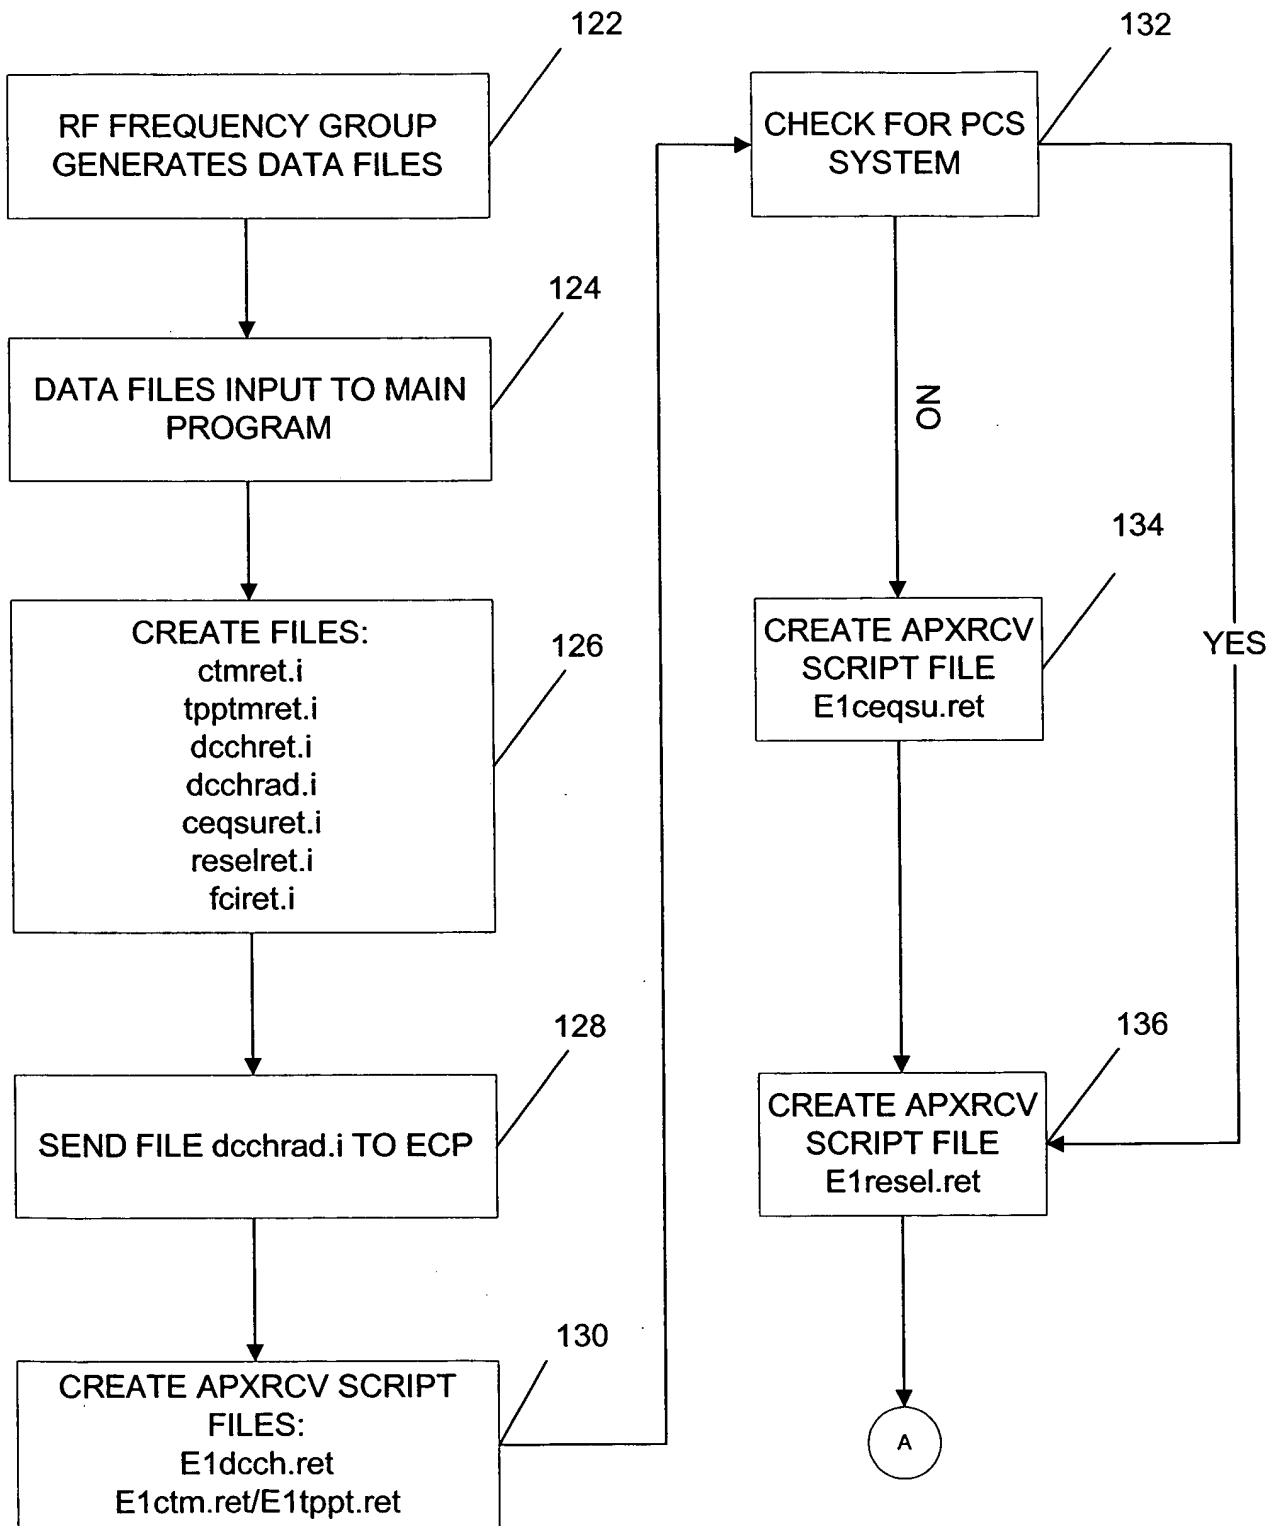 122
RF FREQUENCY GROUP
GENERATES DATA FILES
124
DATA FILES INPUT TO MAIN
PROGRAM
126
CREATE FILES:
ctmret.i
tpptmret.i
dcchret.i
dcchrad.i
ceqsuret.i
reselret.i
fciret.i
128
SEND FILE dcchrad.i TO ECP
130
CREATE APXRCV SCRIPT
FILES:
E1dcch.ret
E1ctm.ret/E1tppt.ret
132
CHECK FOR PCS
SYSTEM
NO
YES
134
CREATE APXRCV
SCRIPT FILE
E1ceqsu.ret
136
CREATE APXRCV
SCRIPT FILE
E1resel.ret
A